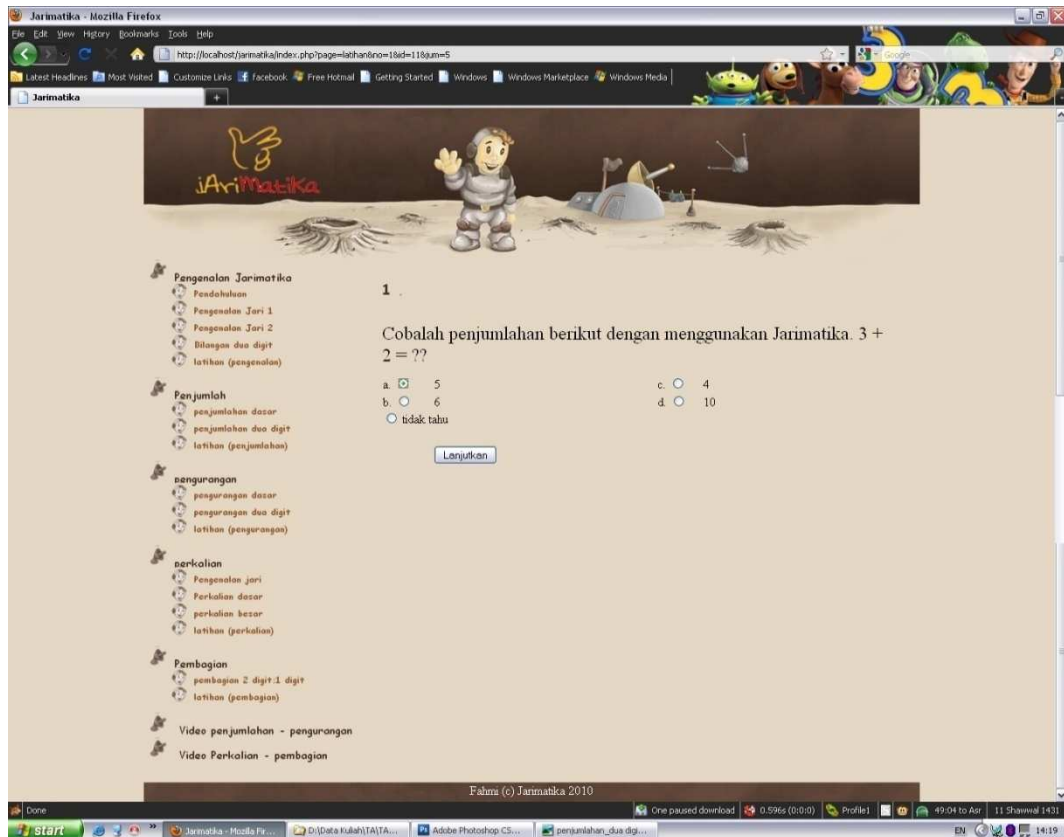 Jarimatika - Mozilla Firefox
File Edit View History Bookmarks Tools Help
http://localhost/jarimatika/index.php?page=latihan&no=1&id=11&jum=5
Google
Latest Headlines Most Visited Customize Links facebook Free Hotmail Getting Started Windows Windows Marketplace Windows Media
Jarimatika
jAriMatiKa
Pengenalan Jarimatika
Pendahuluan
Pengenalan Jari 1
Pengenalan Jari 2
Bilangan dua digit
latihan (pengenalan)
Penjumlah
penjumlahan dasar
penjumlahan dua digit
latihan (penjumlahan)
pengurangan
pengurangan dasar
pengurangan dua digit
latihan (pengurangan)
perkalian
Pengenalan jari
Perkalian dasar
perkalian besar
latihan (perkalian)
Pembagian
pembagian 2 digit:1 digit
latihan (pembagian)
Video penjumlahan - pengurangan
Video Perkalian - pembagian
1 .
Cobalah penjumlahan berikut dengan menggunakan Jarimatika. 3 +
2 = ??
a. 5 c. 4
b. 6 d. 10
tidak tahu
Lanjutkan
Fahmi (c) Jarimatika 2010
Done One paused download 0.596s (0:0:0) Profile1 49:04 to Asr 11 Shawwal 1431
start Jarimatika - Mozilla Fir... D:\Data Kuliah\TA\TA... Adobe Photoshop CS... penjumlahan_dua digi... EN 14:19